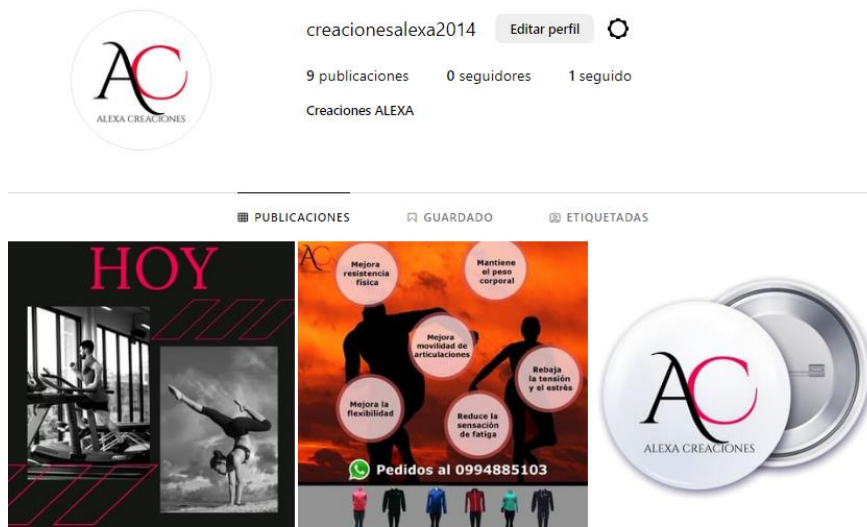 creacionesalexa2014 Editar perfil
9 publicaciones 0 seguidores 1 seguido
Creaciones ALEXA
AC
ALEXA CREACIONES
PUBLICACIONES GUARDADO ETIQUETADAS
HOY
AC
Mejora
resistencia
física
Mantiene
el peso
corporal
Mejora
movilidad de
articulaciones
Rebaja
la tensión
y el estrés
Mejora la
flexibilidad
Reduce la
sensación
de fatiga
Pedidos al 0994885103
AC
ALEXA CREACIONES